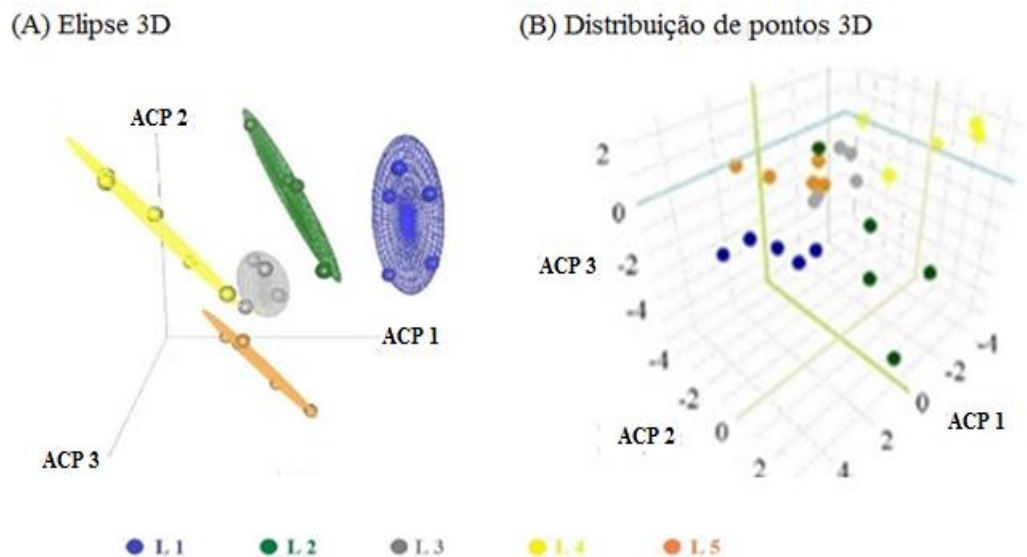 (A) Elipse 3D
(B) Distribuição de pontos 3D
ACP 2
ACP 1
ACP 3
2
0
-2
-4
ACP 3
-4
-2
0
2
ACP 2
4
2
0
-2
-4
ACP 1
L 1
L 2
L 3
L 4
L 5